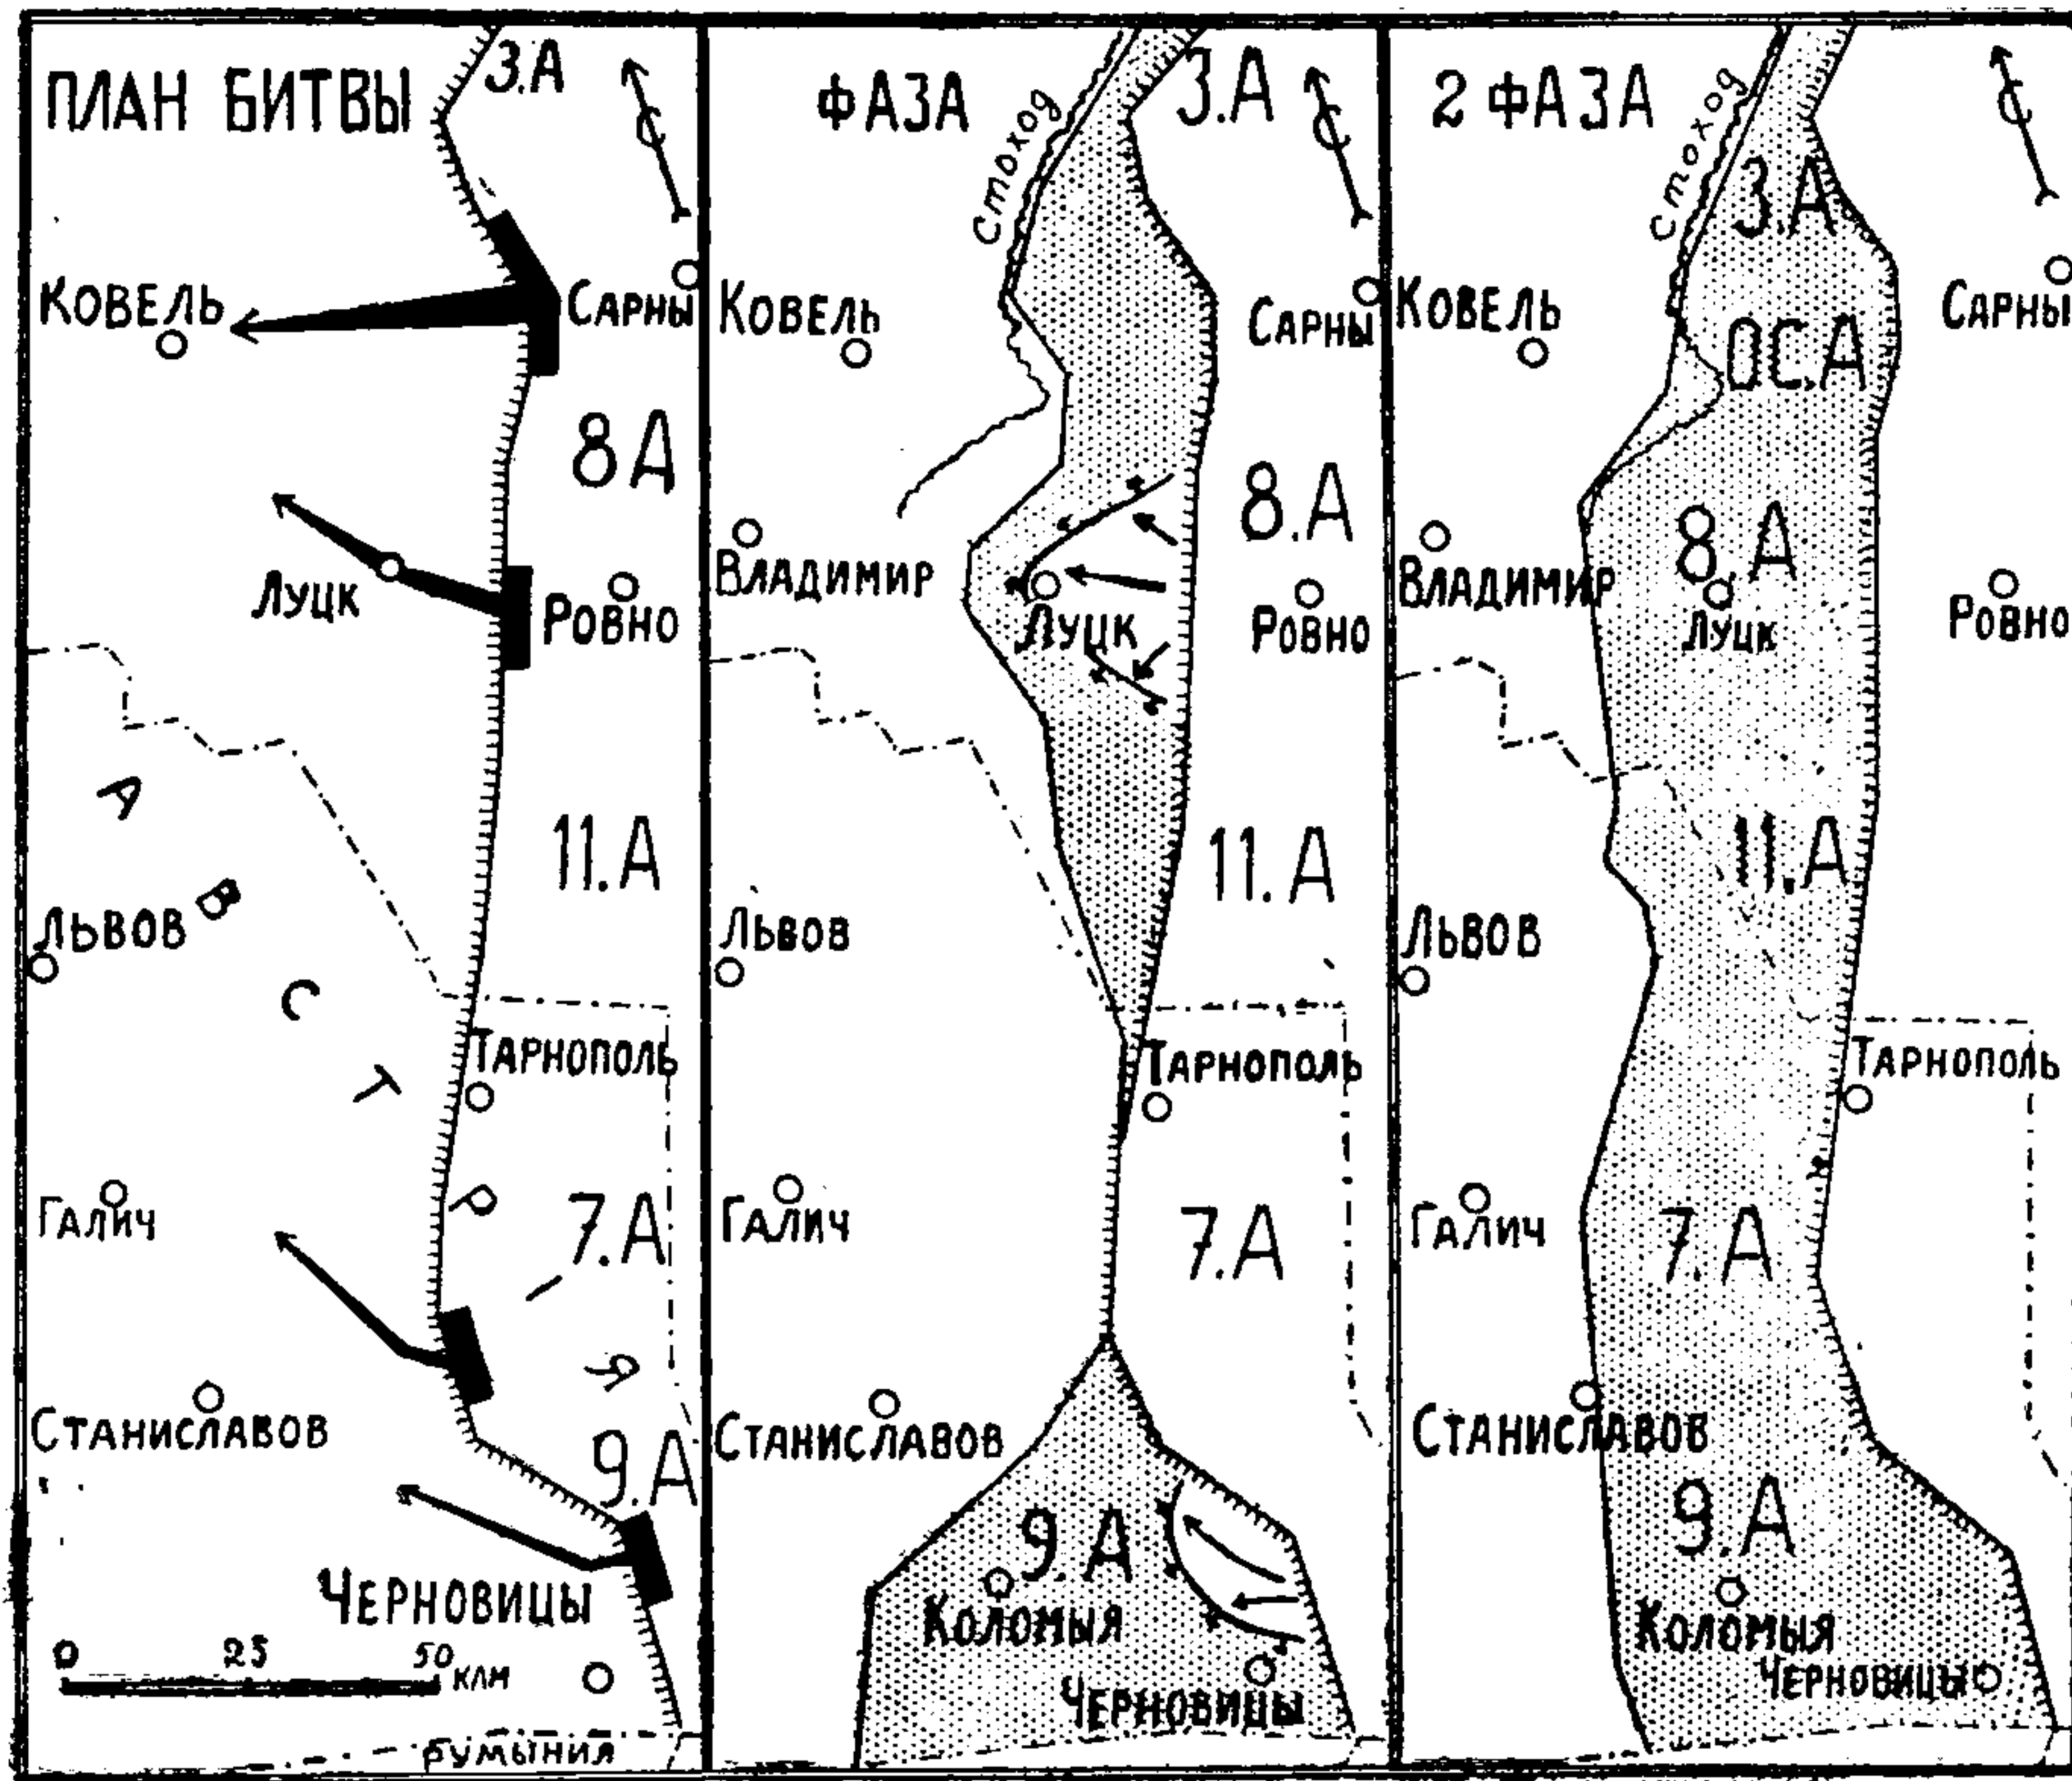 ПЛАН БИТВЫ
3.А
С
КОВЕЛЬ
САРНЫ
8А
ЛУЦК
РОВНО
АВСТРИЯ
11.А
ЛЬВОВ
ТАРНОПОЛЬ
ГАЛИЧ
7.А
СТАНИСЛАВОВ
9.А
ЧЕРНОВИЦЫ
0 25 50 КЛМ
РУМЫНИЯ
ФАЗА
3.А
С
Стоход
КОВЕЛЬ
САРНЫ
8.А
ВЛАДИМИР
ЛУЦК
РОВНО
11.А
ЛЬВОВ
ТАРНОПОЛЬ
ГАЛИЧ
7.А
СТАНИСЛАВОВ
9.А
КОЛОМЫЯ
ЧЕРНОВИЦЫ
2 ФАЗА
С
Стоход
3.А
КОВЕЛЬ
САРНЫ
ОС.А
8.А
ВЛАДИМИР
ЛУЦК
РОВНО
11.А
ЛЬВОВ
ТАРНОПОЛЬ
ГАЛИЧ
7.А
СТАНИСЛАВОВ
9.А
КОЛОМЫЯ
ЧЕРНОВИЦЫ